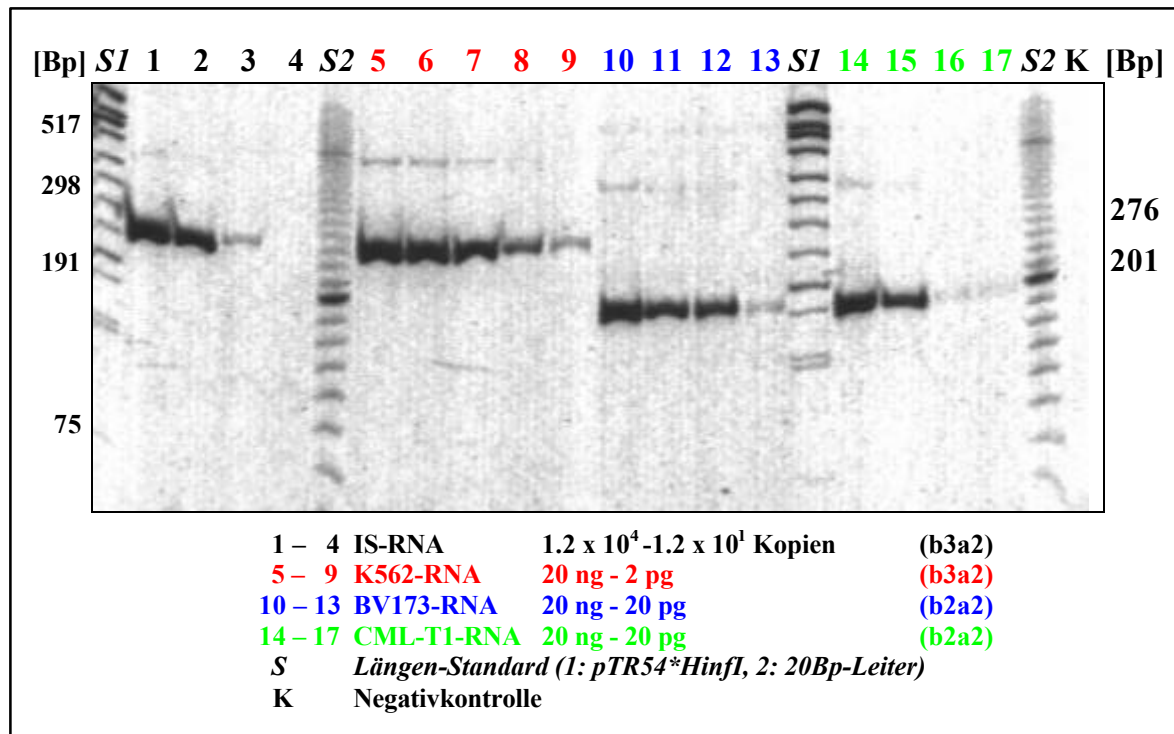 [Bp] S1 1 2 3 4 S2 5 6 7 8 9 10 11 12 13 S1 14 15 16 17 S2 K [Bp]
517
298
276
191
201
75
1 – 4 IS-RNA 1.2 x 10⁴ -1.2 x 10¹ Kopien (b3a2)
5 – 9 K562-RNA 20 ng - 2 pg (b3a2)
10 – 13 BV173-RNA 20 ng - 20 pg (b2a2)
14 – 17 CML-T1-RNA 20 ng - 20 pg (b2a2)
S Längen-Standard (1: pTR54*HinfI, 2: 20Bp-Leiter)
K Negativkontrolle